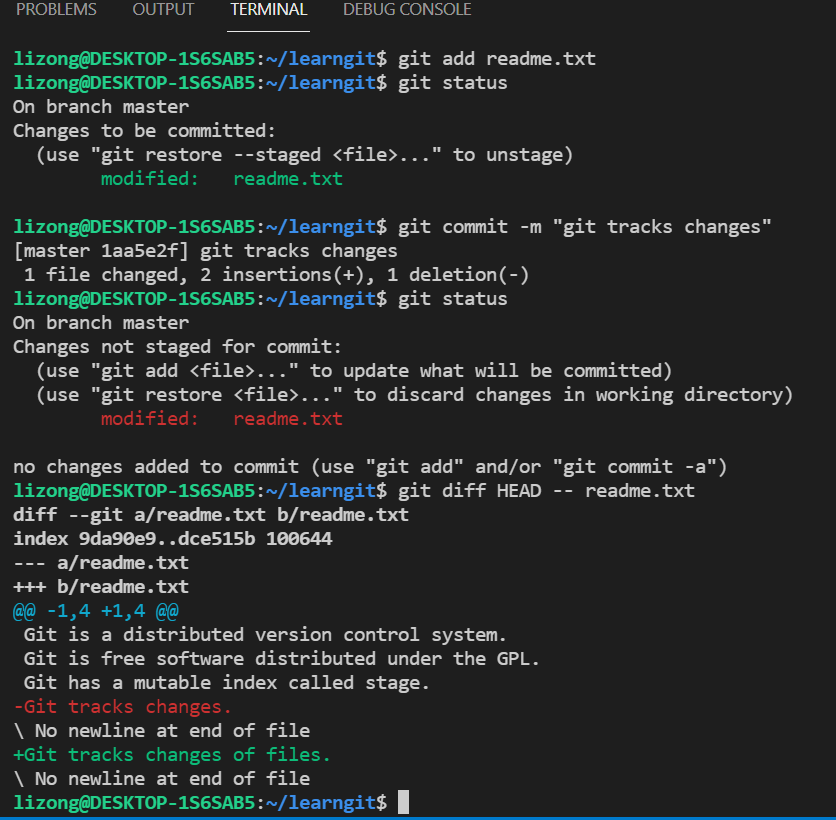 PROBLEMS OUTPUT TERMINAL DEBUG CONSOLE
lizong@DESKTOP-1S6SAB5:~/learngit$ git add readme.txt
lizong@DESKTOP-1S6SAB5:~/learngit$ git status
On branch master
Changes to be committed:
  (use "git restore --staged <file>..." to unstage)
        modified:   readme.txt

lizong@DESKTOP-1S6SAB5:~/learngit$ git commit -m "git tracks changes"
[master 1aa5e2f] git tracks changes
 1 file changed, 2 insertions(+), 1 deletion(-)
lizong@DESKTOP-1S6SAB5:~/learngit$ git status
On branch master
Changes not staged for commit:
  (use "git add <file>..." to update what will be committed)
  (use "git restore <file>..." to discard changes in working directory)
        modified:   readme.txt

no changes added to commit (use "git add" and/or "git commit -a")
lizong@DESKTOP-1S6SAB5:~/learngit$ git diff HEAD -- readme.txt
diff --git a/readme.txt b/readme.txt
index 9da90e9..dce515b 100644
--- a/readme.txt
+++ b/readme.txt
@@ -1,4 +1,4 @@
 Git is a distributed version control system.
 Git is free software distributed under the GPL.
 Git has a mutable index called stage.
-Git tracks changes.
\ No newline at end of file
+Git tracks changes of files.
\ No newline at end of file
lizong@DESKTOP-1S6SAB5:~/learngit$